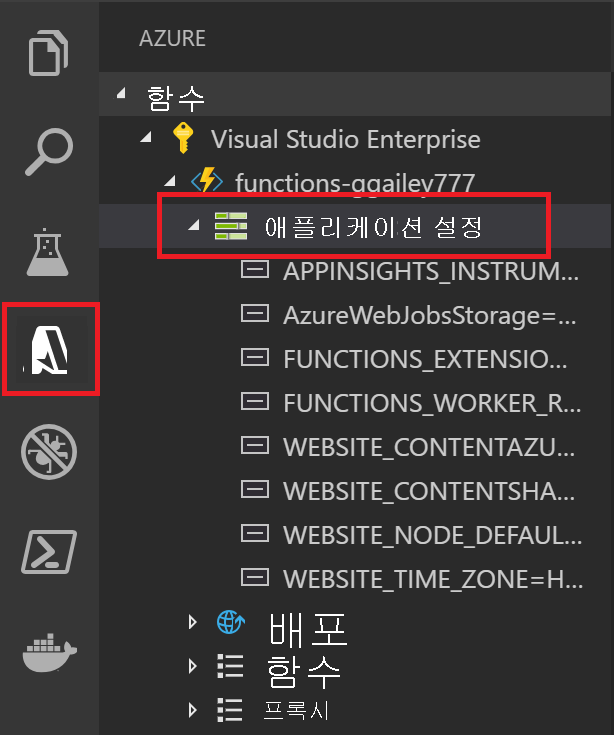 AZURE
함수
Visual Studio Enterprise
functions-ggailey777
애플리케이션 설정
APPINSIGHTS_INSTRUM...
AzureWebJobsStorage=...
FUNCTIONS_EXTENSIO...
FUNCTIONS_WORKER_R...
WEBSITE_CONTENTAZU...
WEBSITE_CONTENTSHA...
WEBSITE_NODE_DEFAUL...
WEBSITE_TIME_ZONE=H...
배포
함수
프록시